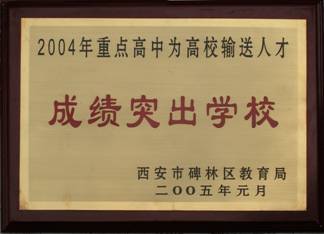 2004年重点高中为高校输送人才
成绩突出学校
西安市碑林区教育局
二〇〇五年元月